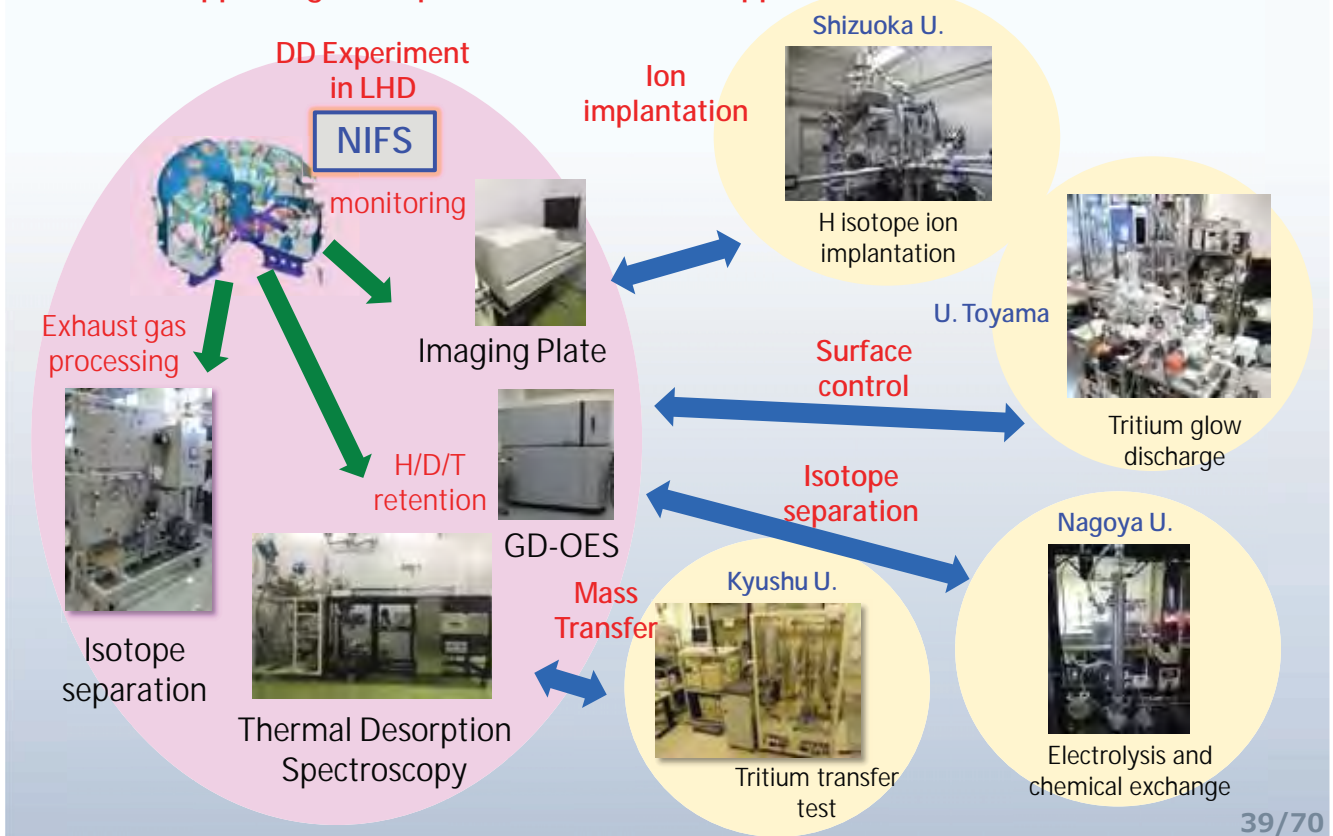 DD Experiment
in LHD
NIFS
monitoring
Exhaust gas
processing
Imaging Plate
H/D/T
retention
GD-OES
Isotope
separation
Thermal Desorption
Spectroscopy
Ion
implantation
Shizuoka U.
H isotope ion
implantation
U. Toyama
Surface
control
Tritium glow
discharge
Isotope
separation
Nagoya U.
Electrolysis and
chemical exchange
Mass
Transfer
Kyushu U.
Tritium transfer
test
39/70